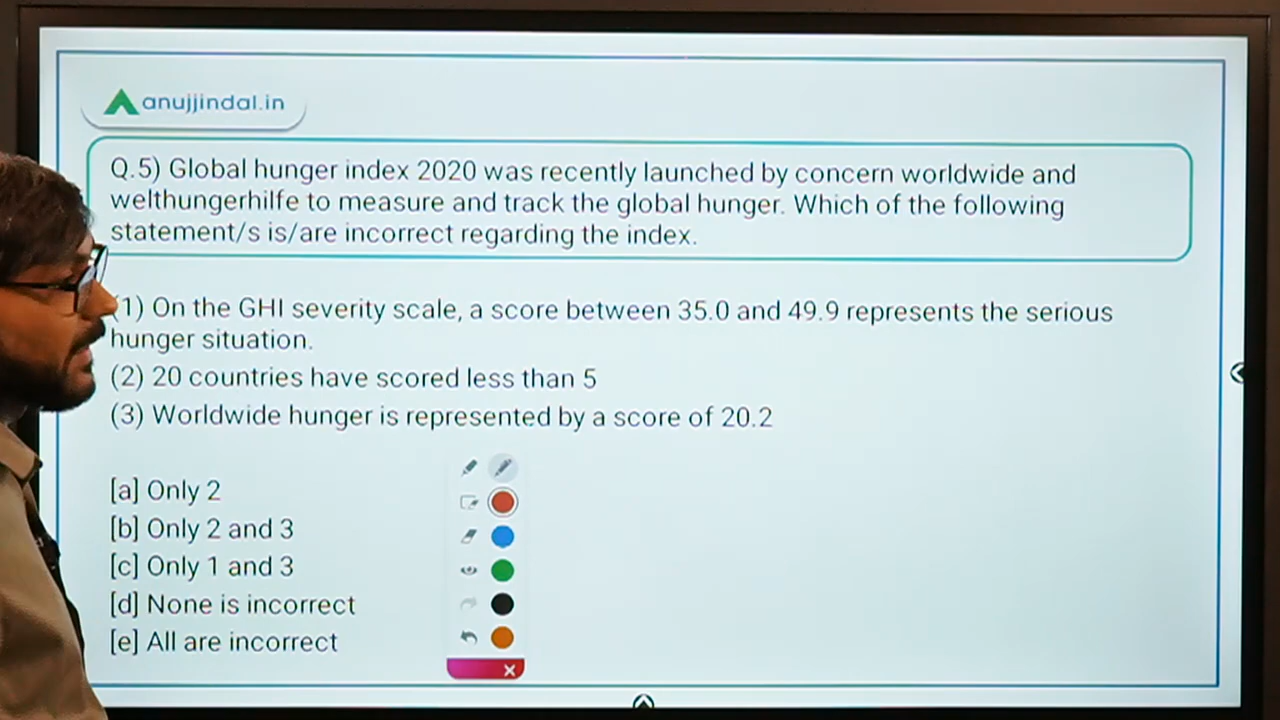 anujjindal.in
Q.5) Global hunger index 2020 was recently launched by concern worldwide and
welthungerhilfe to measure and track the global hunger. Which of the following
statement/s is/are incorrect regarding the index.
(1) On the GHI severity scale, a score between 35.0 and 49.9 represents the serious
hunger situation.
(2) 20 countries have scored less than 5
(3) Worldwide hunger is represented by a score of 20.2
[a] Only 2
[b] Only 2 and 3
[c] Only 1 and 3
[d] None is incorrect
[e] All are incorrect